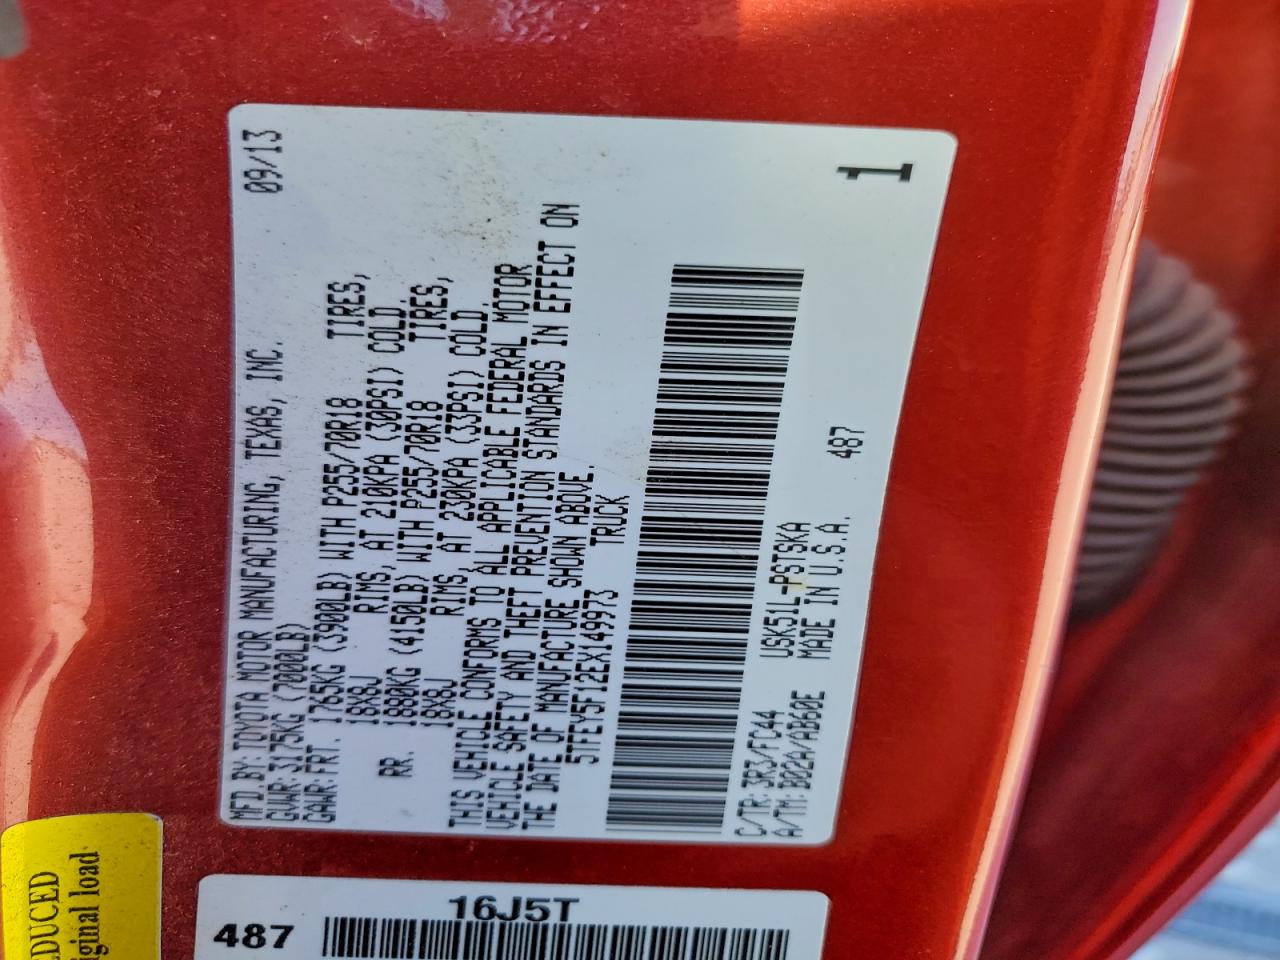 MFD.BY:TOYOTA MOTOR MANUFACTURING, TEXAS, INC. 09/13
GVWR:3175KG (7000LB)
GAWR:FRT. 1765KG (3900LB) WITH P255/70R18 TIRES,
18X8J RIMS, AT 210KPA (30PSI) COLD,
RR. 1880KG (4150LB) WITH P255/70R18 TIRES,
18X8J RIMS, AT 230KPA (33PSI) COLD.
THIS VEHICLE CONFORMS TO ALL APPLICABLE FEDERAL MOTOR
VEHICLE SAFETY AND THEFT PREVENTION STANDARDS IN EFFECT ON
THE DATE OF MANUFACTURE SHOWN ABOVE.
5TFEY5F12EX149973 TRUCK
C/TR:3R3/FC44 USK51L-PSTSKA
A/TM:B02A/AB60E MADE IN U.S.A. 487
1
16J5T
487
iginal load